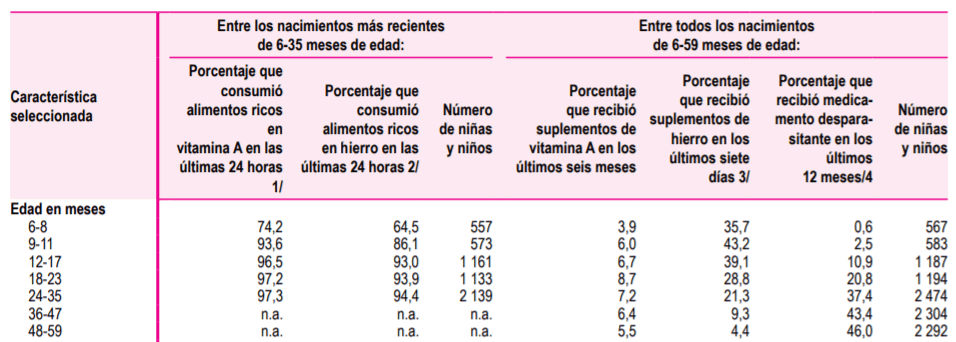 Entre los nacimientos más recientes
de 6-35 meses de edad:
Entre todos los nacimientos
de 6-59 meses de edad:
Característica
seleccionada
Porcentaje que
consumió
alimentos ricos
en
vitamina A en las
últimas 24 horas
1/
Porcentaje que
consumió
alimentos ricos
en hierro en las
últimas 24 horas 2/
Número
de niñas
y niños
Porcentaje
que recibió
suplementos de
vitamina A en los
últimos seis meses
Porcentaje
que recibió
suplementos de
hierro en los
últimos siete
días 3/
Porcentaje que
recibió medica-
mento despara-
sitante en los
últimos
12 meses/4
Número
de niñas
y niños
Edad en meses
6-8 74,2 64,5 557 3,9 35,7 0,6 567
9-11 93,6 86,1 573 6,0 43,2 2,5 583
12-17 96,5 93,0 1 161 6,7 39,1 10,9 1 187
18-23 97,2 93,9 1 133 8,7 28,8 20,8 1 194
24-35 97,3 94,4 2 139 7,2 21,3 37,4 2 474
36-47 n.a. n.a. n.a. 6,4 9,3 43,4 2 304
48-59 n.a. n.a. n.a. 5,5 4,4 46,0 2 292